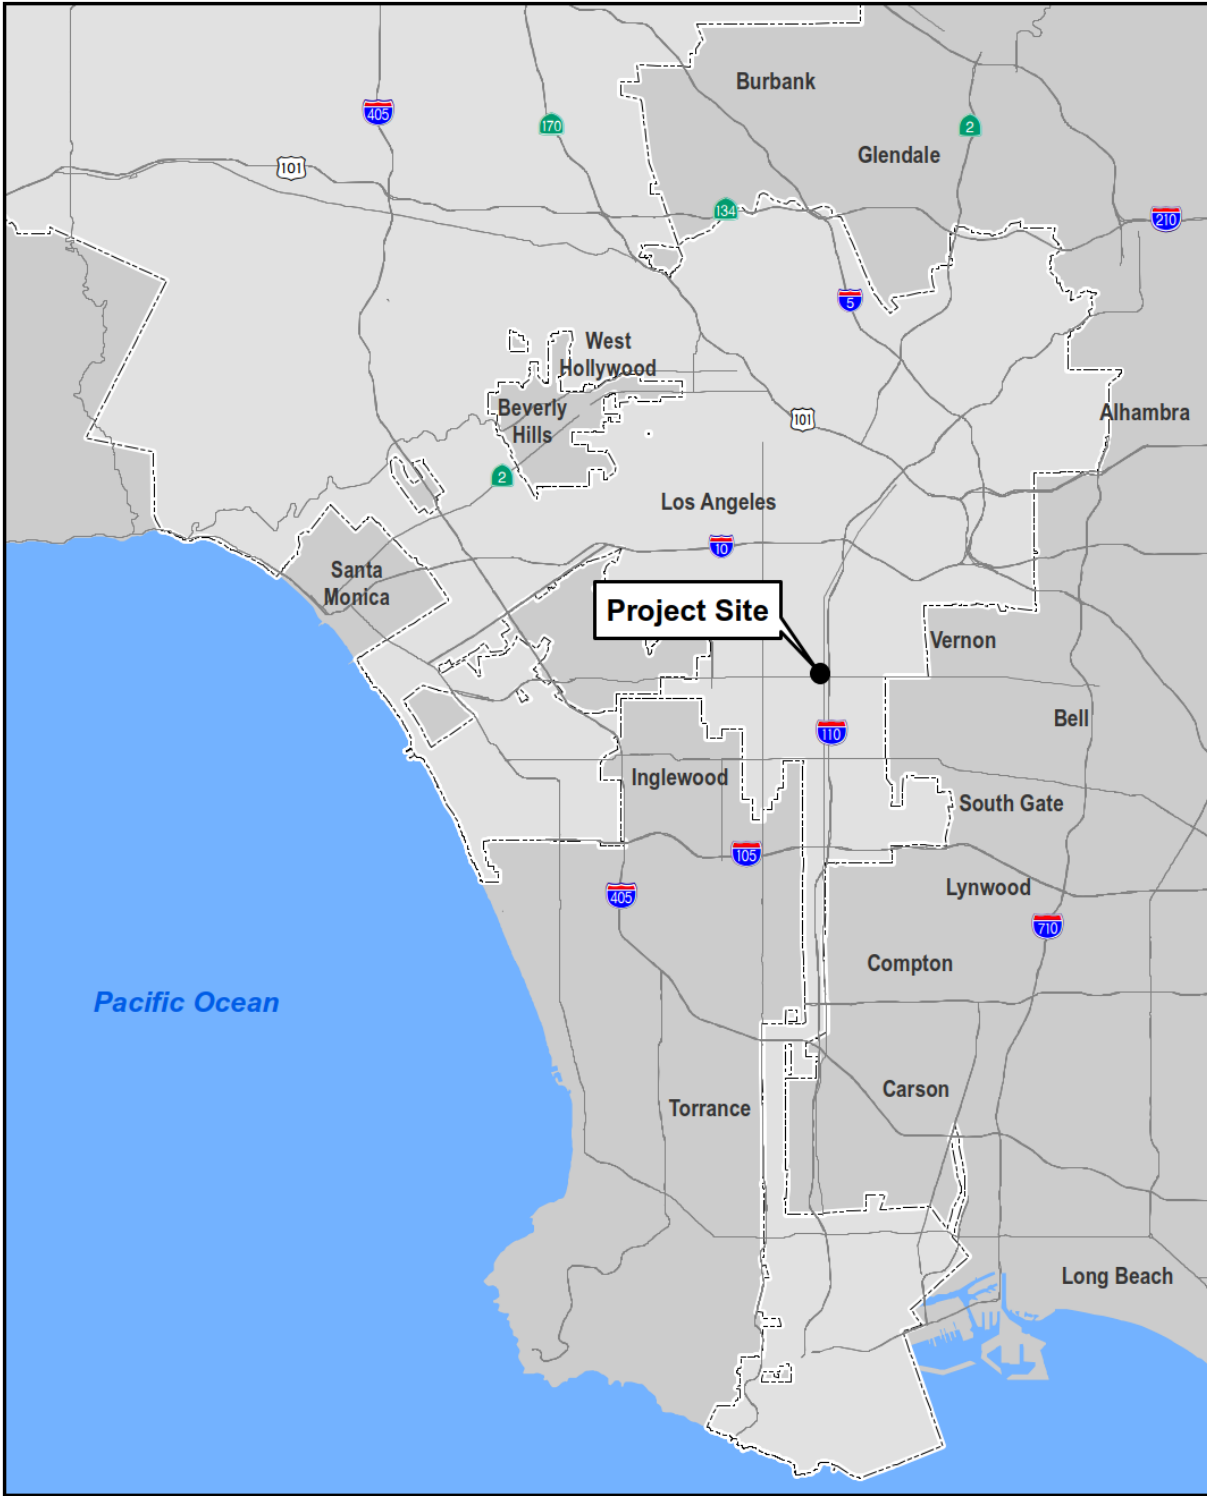 Burbank
405
170
2
Glendale
101
134
210
5
West
Hollywood
Beverly
Hills
101
Alhambra
2
Los Angeles
10
Santa
Monica
Project Site
Vernon
Bell
110
Inglewood
South Gate
105
Lynwood
405
710
Compton
Pacific Ocean
Carson
Torrance
Long Beach